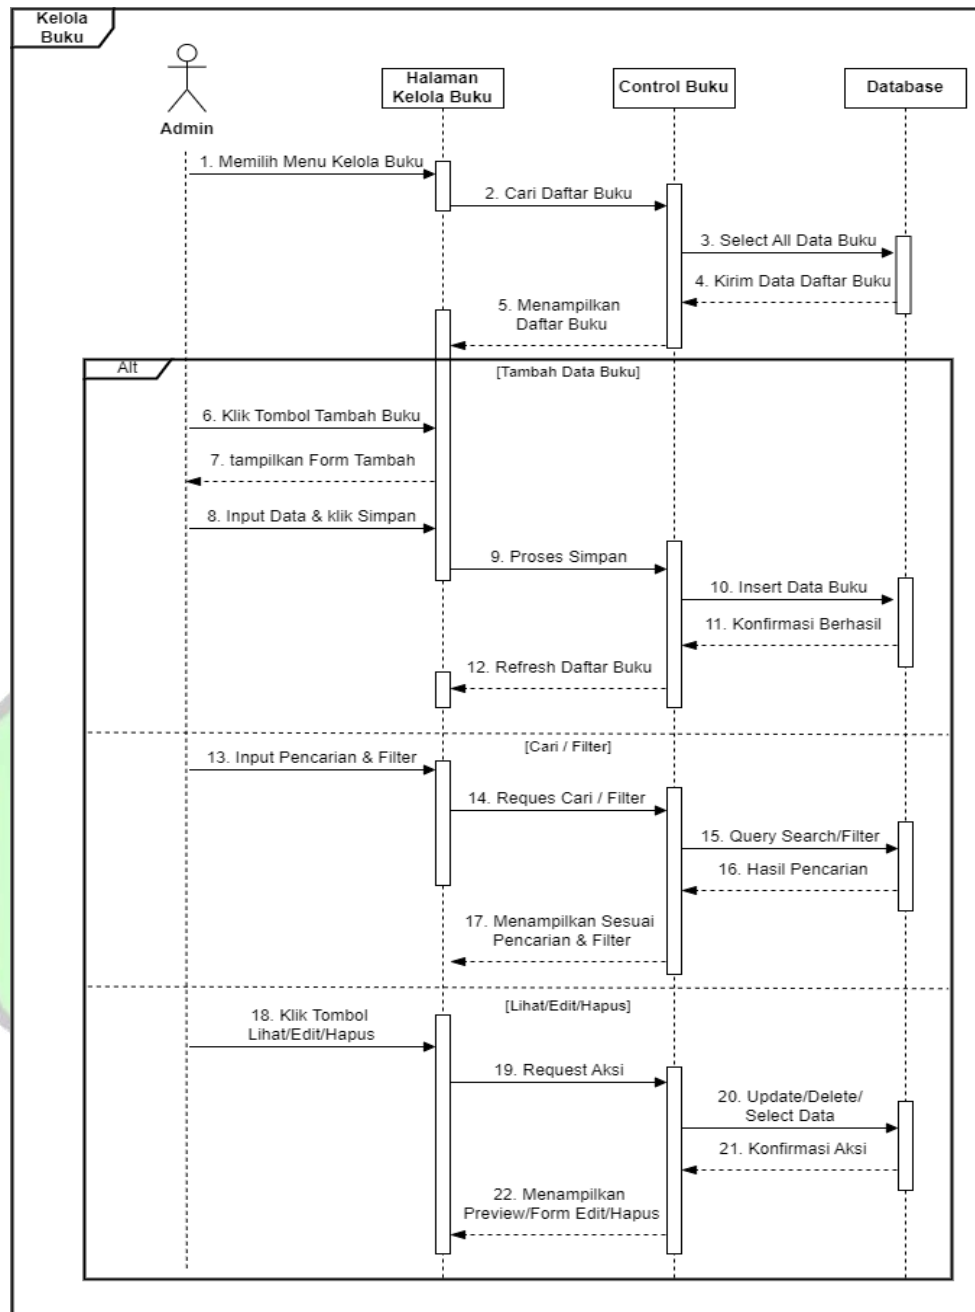 Kelola
Buku
Halaman
Kelola Buku
Control Buku
Database
Admin
1. Memilih Menu Kelola Buku
2. Cari Daftar Buku
3. Select All Data Buku
4. Kirim Data Daftar Buku
5. Menampilkan
Daftar Buku
Alt
[Tambah Data Buku]
6. Klik Tombol Tambah Buku
7. tampilkan Form Tambah
8. Input Data & klik Simpan
9. Proses Simpan
10. Insert Data Buku
11. Konfirmasi Berhasil
12. Refresh Daftar Buku
[Cari / Filter]
13. Input Pencarian & Filter
14. Reques Cari / Filter
15. Query Search/Filter
16. Hasil Pencarian
17. Menampilkan Sesuai
Pencarian & Filter
[Lihat/Edit/Hapus]
18. Klik Tombol
Lihat/Edit/Hapus
19. Request Aksi
20. Update/Delete/
Select Data
21. Konfirmasi Aksi
22. Menampilkan
Preview/Form Edit/Hapus